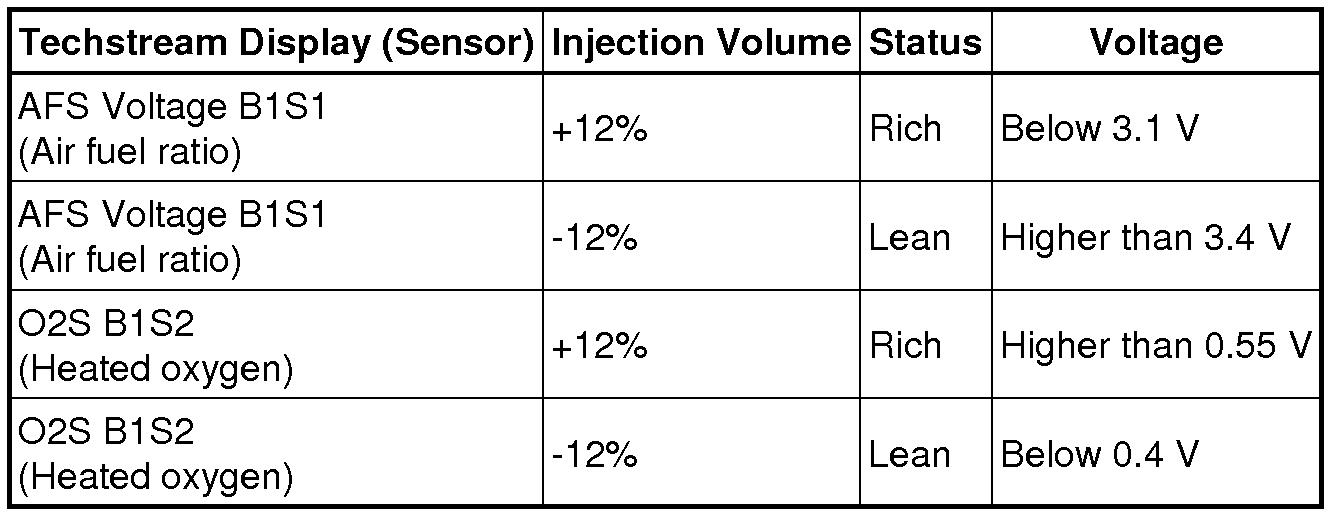 Techstream Display (Sensor) Injection Volume Status Voltage
AFS Voltage B1S1
(Air fuel ratio) +12% Rich Below 3.1 V
AFS Voltage B1S1
(Air fuel ratio) -12% Lean Higher than 3.4 V
O2S B1S2
(Heated oxygen) +12% Rich Higher than 0.55 V
O2S B1S2
(Heated oxygen) -12% Lean Below 0.4 V